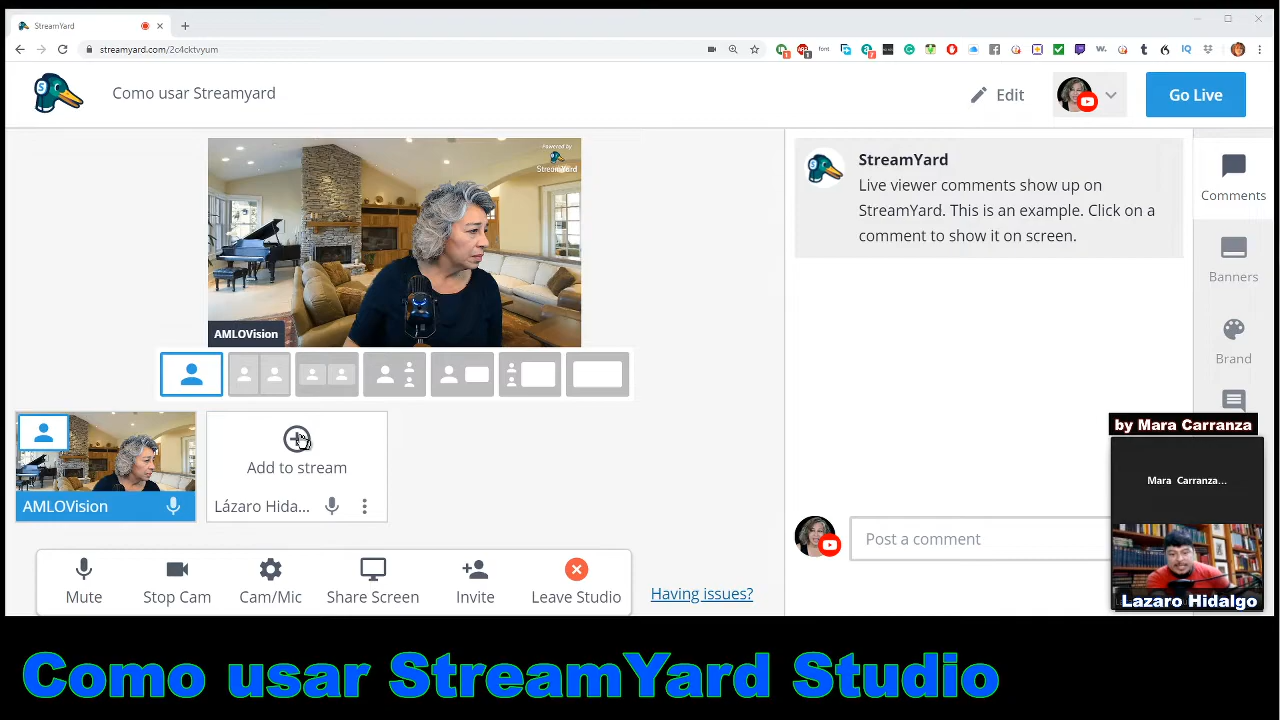 StreamYard
streamyard.com/2c4cktvyum
Como usar Streamyard
Edit
Go Live
Powered by
StreamYard
AMLOVision
StreamYard
Live viewer comments show up on
StreamYard. This is an example. Click on a
comment to show it on screen.
Comments
Banners
Brand
AMLOVision
Add to stream
Lázaro Hida...
by Mara Carranza
Mara Carranza...
Lazaro Hidalgo
Post a comment
Mute
Stop Cam
Cam/Mic
Share Screen
Invite
Leave Studio
Having issues?
Como usar StreamYard Studio